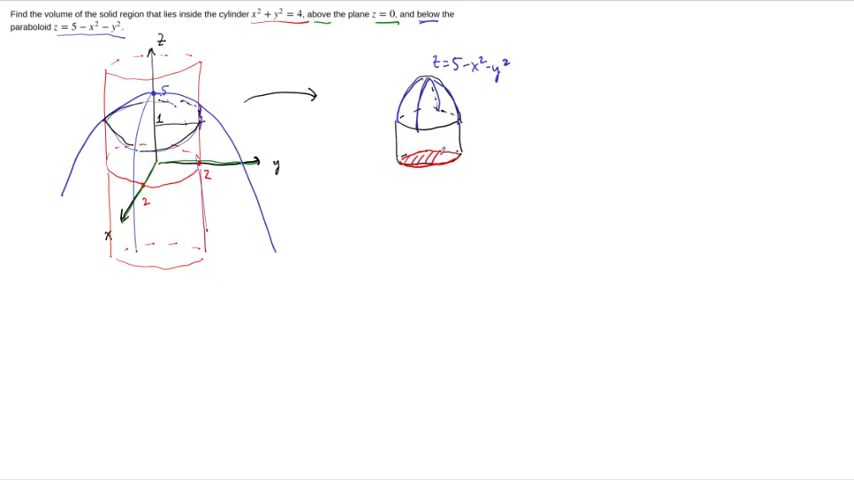 Find the volume of the solid region that lies inside the cylinder x² + y² = 4, above the plane z = 0, and below the
paraboloid z = 5 − x² − y².
z
z=5-x²-y²
5
1
y
2
2
x